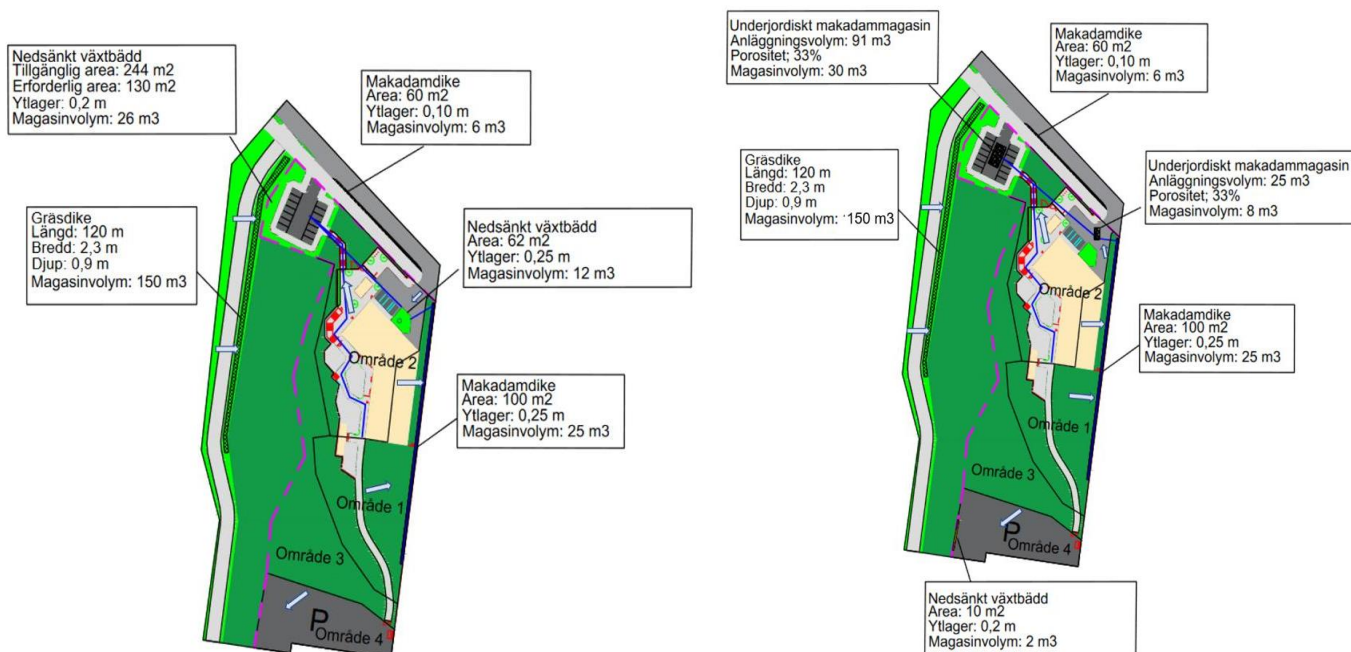 Nedsänkt växtbädd
Tillgänglig area: 244 m2
Erforderlig area: 130 m2
Ytlager: 0,2 m
Magasinvolym: 26 m3
Makadamdike
Area: 60 m2
Ytlager: 0,10 m
Magasinvolym: 6 m3
Gräsdike
Längd: 120 m
Bredd: 2,3 m
Djup: 0,9 m
Magasinvolym: 150 m3
Nedsänkt växtbädd
Area: 62 m2
Ytlager: 0,25 m
Magasinvolym: 12 m3
Område 2
Makadamdike
Area: 100 m2
Ytlager: 0,25 m
Magasinvolym: 25 m3
Område 1
Område 3
P
Område 4
Underjordiskt makadammagasin
Anläggningsvolym: 91 m3
Porositet; 33%
Magasinvolym: 30 m3
Makadamdike
Area: 60 m2
Ytlager: 0,10 m
Magasinvolym: 6 m3
Gräsdike
Längd: 120 m
Bredd: 2,3 m
Djup: 0,9 m
Magasinvolym: 150 m3
Underjordiskt makadammagasin
Anläggningsvolym: 25 m3
Porositet; 33%
Magasinvolym: 8 m3
Område 2
Makadamdike
Area: 100 m2
Ytlager: 0,25 m
Magasinvolym: 25 m3
Område 1
Område 3
P
Område 4
Nedsänkt växtbädd
Area: 10 m2
Ytlager: 0,2 m
Magasinvolym: 2 m3